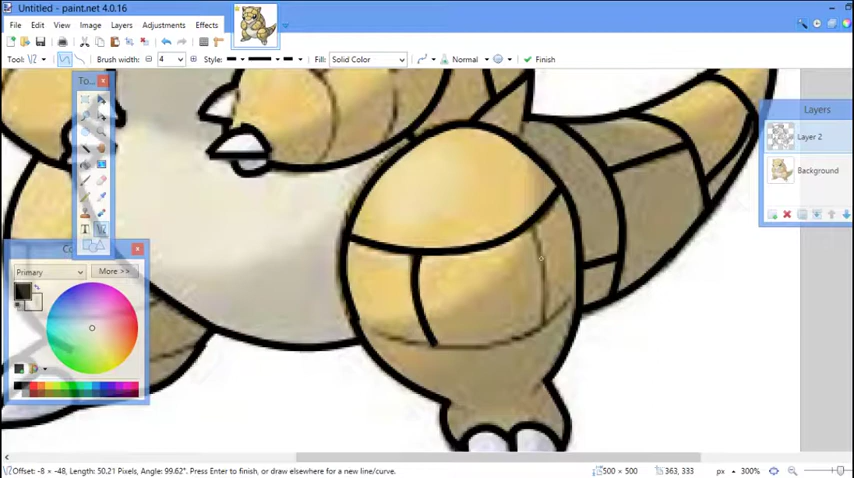 Untitled - paint.net 4.0.16
File Edit View Image Layers Adjustments Effects
Tool: Brush width: 4 Style: Fill: Solid Color Normal Finish
To...
Layers
Layer 2
Background
Primary More >>
Offset: -8 × -48, Length: 50.21 Pixels, Angle: 99.62°. Press Enter to finish, or draw elsewhere for a new line/curve. 500 × 500 363, 333 px 300%